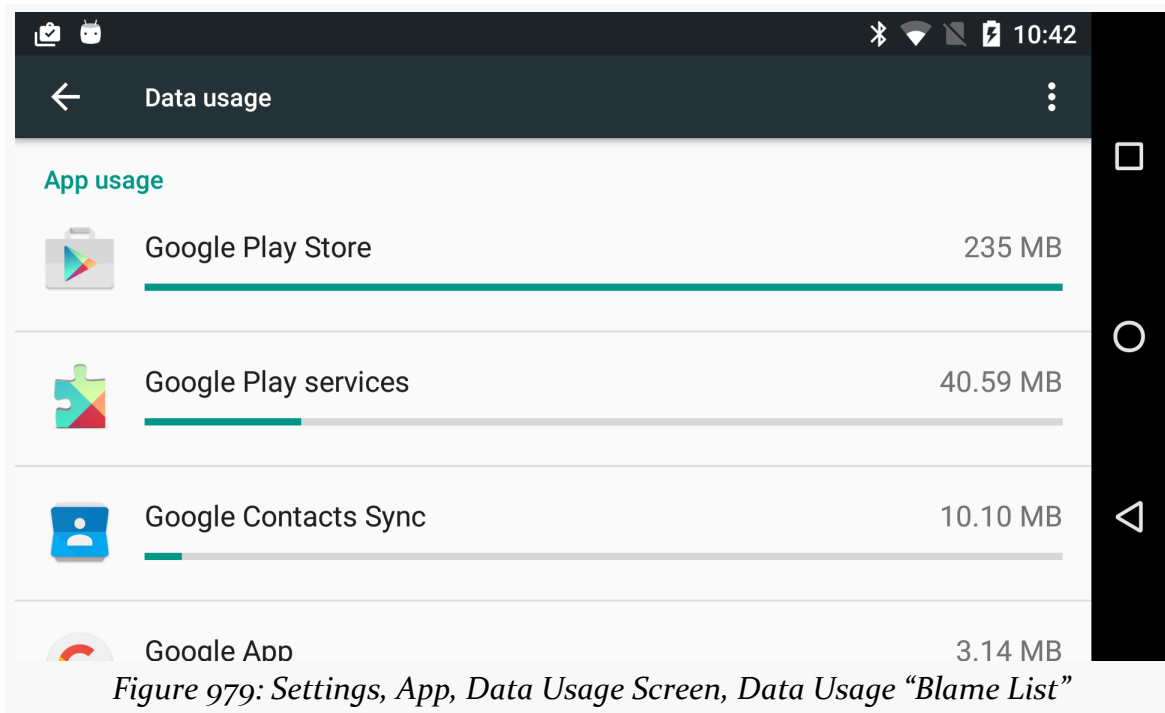 10:42
Data usage
App usage
Google Play Store 235 MB
Google Play services 40.59 MB
Google Contacts Sync 10.10 MB
Google App 3.14 MB
Figure 979: Settings, App, Data Usage Screen, Data Usage “Blame List”